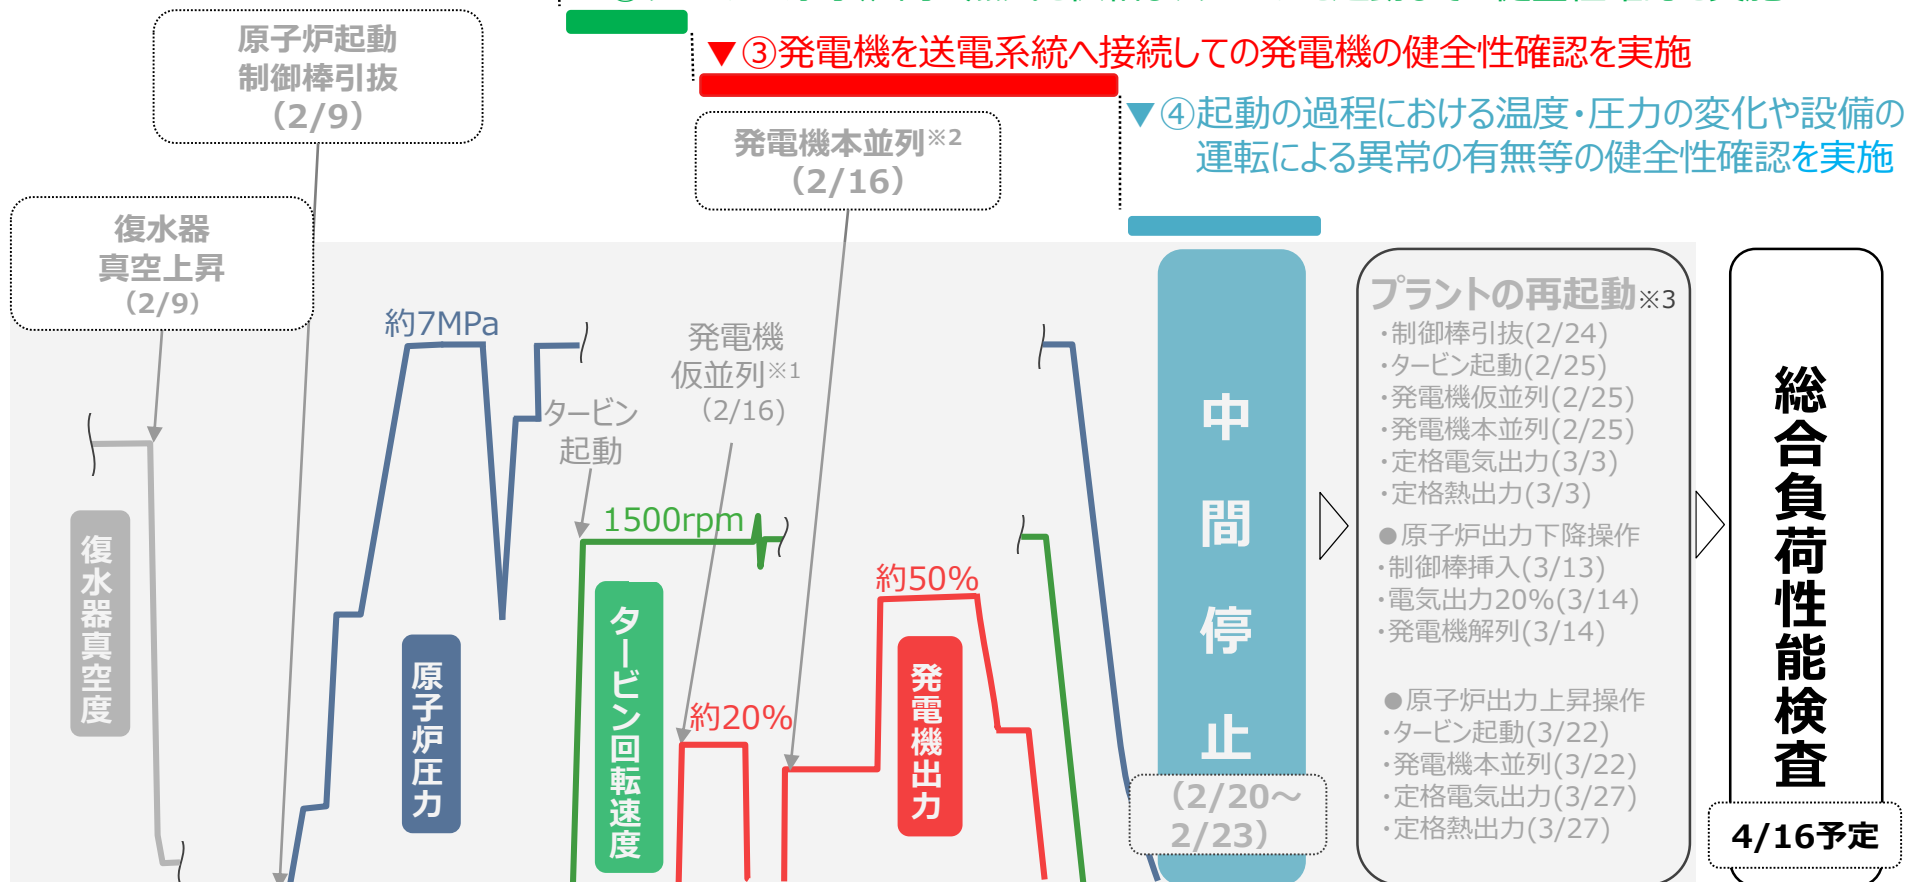 ▼③発電機を送電系統へ接続しての発電機の健全性確認を実施
▼④起動の過程における温度・圧力の変化や設備の
運転による異常の有無等の健全性確認を実施
原子炉起動
制御棒引抜
（2/9）
発電機本並列※2
（2/16）
復水器
真空上昇
（2/9）
約7MPa
発電機
仮並列※1
（2/16）
タービン
起動
1500rpm
約50%
約20%
復水器真空度
原子炉圧力
タービン回転速度
発電機出力
中間停止
（2/20～
2/23）
プラントの再起動※3
・制御棒引抜(2/24)
・タービン起動(2/25)
・発電機仮並列(2/25)
・発電機本並列(2/25)
・定格電気出力(3/3)
・定格熱出力(3/3)
●原子炉出力下降操作
・制御棒挿入(3/13)
・電気出力20%(3/14)
・発電機解列(3/14)
●原子炉出力上昇操作
・タービン起動(3/22)
・発電機本並列(3/22)
・定格電気出力(3/27)
・定格熱出力(3/27)
総合負荷性能検査
4/16予定